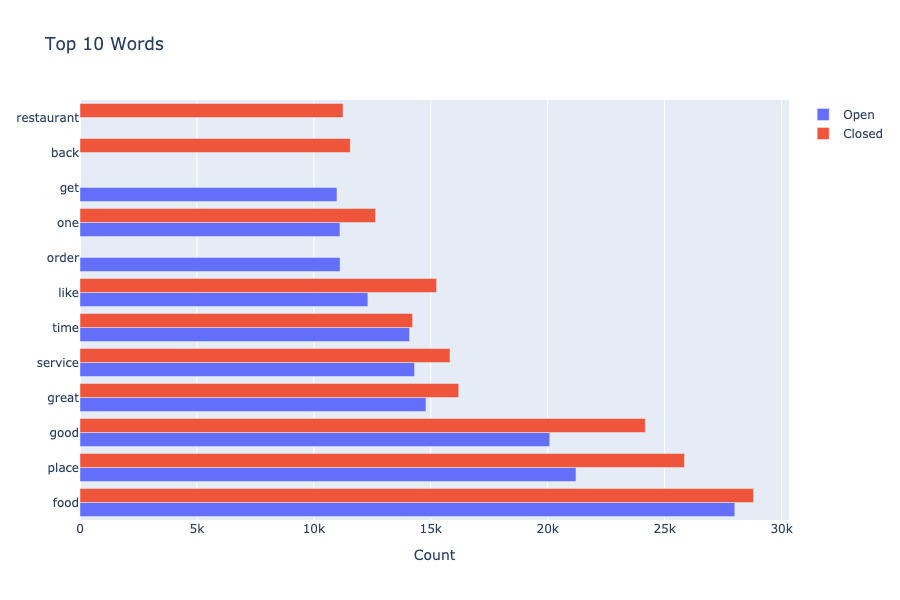 Top 10 Words
restaurant
back
get
one
order
like
time
service
great
good
place
food
0 5k 10k 15k 20k 25k 30k
Count
Open
Closed